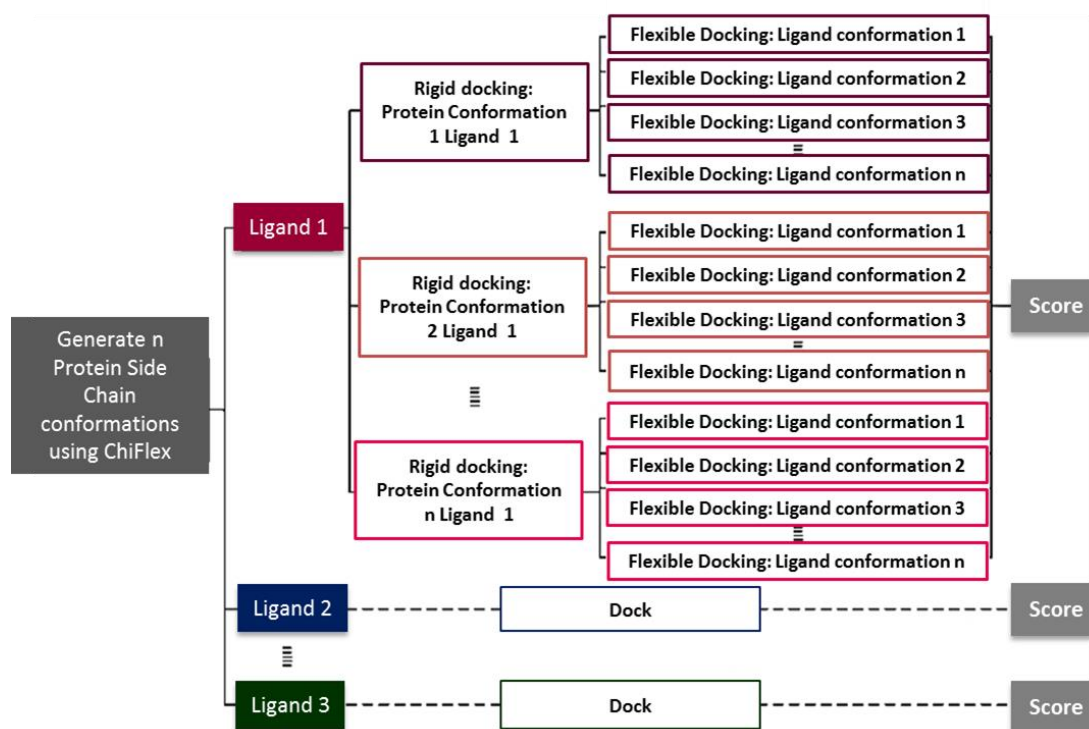 Generate n
Protein Side
Chain
conformations
using ChiFlex
Ligand 1
Rigid docking:
Protein Conformation
1 Ligand 1
Flexible Docking: Ligand conformation 1
Flexible Docking: Ligand conformation 2
Flexible Docking: Ligand conformation 3
Flexible Docking: Ligand conformation n
Rigid docking:
Protein Conformation
2 Ligand 1
Flexible Docking: Ligand conformation 1
Flexible Docking: Ligand conformation 2
Flexible Docking: Ligand conformation 3
Flexible Docking: Ligand conformation n
Rigid docking:
Protein Conformation
n Ligand 1
Flexible Docking: Ligand conformation 1
Flexible Docking: Ligand conformation 2
Flexible Docking: Ligand conformation 3
Flexible Docking: Ligand conformation n
Score
Ligand 2
Dock
Score
Ligand 3
Dock
Score